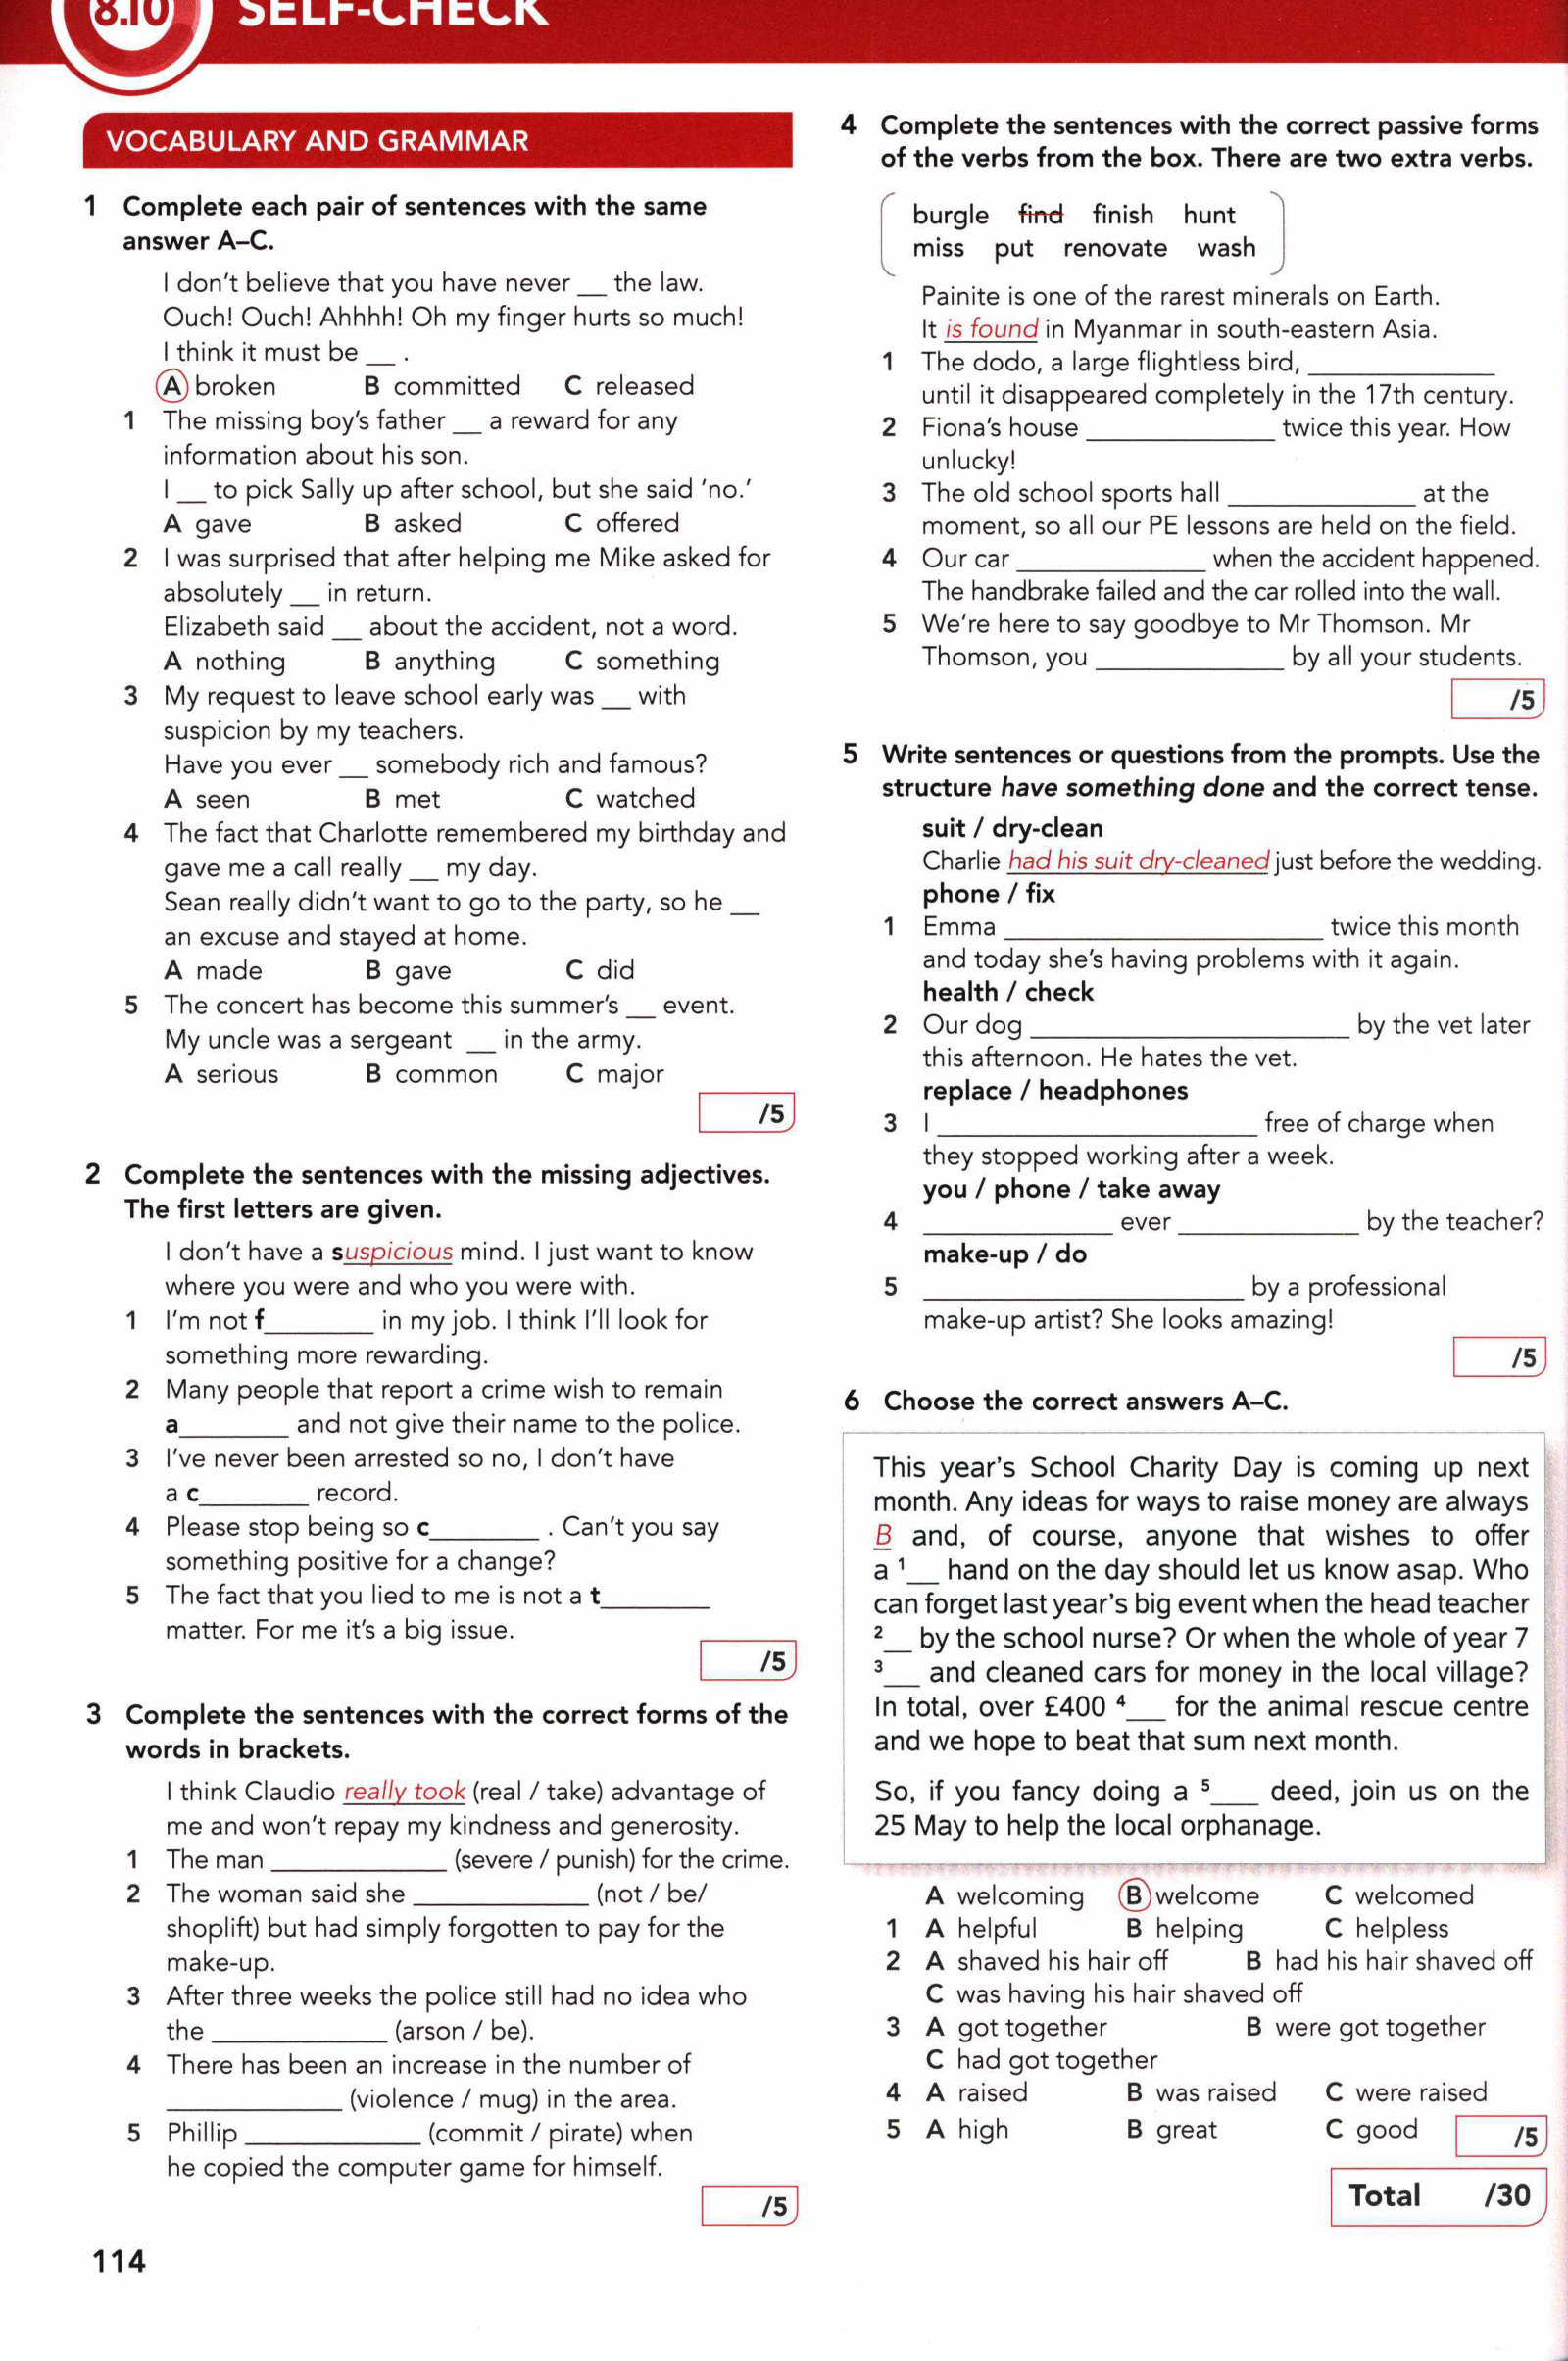 8.10 SELF-CHECK
VOCABULARY AND GRAMMAR
1 Complete each pair of sentences with the same
answer A–C.
I don't believe that you have never __ the law.
Ouch! Ouch! Ahhhh! Oh my finger hurts so much!
I think it must be __ .
A broken B committed C released
1 The missing boy's father __ a reward for any
information about his son.
I __ to pick Sally up after school, but she said 'no.'
A gave B asked C offered
2 I was surprised that after helping me Mike asked for
absolutely __ in return.
Elizabeth said __ about the accident, not a word.
A nothing B anything C something
3 My request to leave school early was __ with
suspicion by my teachers.
Have you ever __ somebody rich and famous?
A seen B met C watched
4 The fact that Charlotte remembered my birthday and
gave me a call really __ my day.
Sean really didn't want to go to the party, so he __
an excuse and stayed at home.
A made B gave C did
5 The concert has become this summer's __ event.
My uncle was a sergeant __ in the army.
A serious B common C major
/5
2 Complete the sentences with the missing adjectives.
The first letters are given.
I don't have a suspicious mind. I just want to know
where you were and who you were with.
1 I'm not f________ in my job. I think I'll look for
something more rewarding.
2 Many people that report a crime wish to remain
a________ and not give their name to the police.
3 I've never been arrested so no, I don't have
a c________ record.
4 Please stop being so c________ . Can't you say
something positive for a change?
5 The fact that you lied to me is not a t________
matter. For me it's a big issue.
/5
3 Complete the sentences with the correct forms of the
words in brackets.
I think Claudio really took (real / take) advantage of
me and won't repay my kindness and generosity.
1 The man _____________ (severe / punish) for the crime.
2 The woman said she _____________ (not / be/
shoplift) but had simply forgotten to pay for the
make-up.
3 After three weeks the police still had no idea who
the _____________ (arson / be).
4 There has been an increase in the number of
_____________ (violence / mug) in the area.
5 Phillip _____________ (commit / pirate) when
he copied the computer game for himself.
/5
114
4 Complete the sentences with the correct passive forms
of the verbs from the box. There are two extra verbs.
burgle find finish hunt
miss put renovate wash
Painite is one of the rarest minerals on Earth.
It is found in Myanmar in south-eastern Asia.
1 The dodo, a large flightless bird, ______________
until it disappeared completely in the 17th century.
2 Fiona's house ______________ twice this year. How
unlucky!
3 The old school sports hall ______________ at the
moment, so all our PE lessons are held on the field.
4 Our car ______________ when the accident happened.
The handbrake failed and the car rolled into the wall.
5 We're here to say goodbye to Mr Thomson. Mr
Thomson, you ______________ by all your students.
/5
5 Write sentences or questions from the prompts. Use the
structure have something done and the correct tense.
suit / dry-clean
Charlie had his suit dry-cleaned just before the wedding.
phone / fix
1 Emma ________________________ twice this month
and today she's having problems with it again.
health / check
2 Our dog ________________________ by the vet later
this afternoon. He hates the vet.
replace / headphones
3 I ________________________ free of charge when
they stopped working after a week.
you / phone / take away
4 ______________ ever ______________ by the teacher?
make-up / do
5 ________________________ by a professional
make-up artist? She looks amazing!
/5
6 Choose the correct answers A–C.
This year's School Charity Day is coming up next
month. Any ideas for ways to raise money are always
B and, of course, anyone that wishes to offer
a 1__ hand on the day should let us know asap. Who
can forget last year's big event when the head teacher
2__ by the school nurse? Or when the whole of year 7
3__ and cleaned cars for money in the local village?
In total, over £400 4__ for the animal rescue centre
and we hope to beat that sum next month.
So, if you fancy doing a 5__ deed, join us on the
25 May to help the local orphanage.
A welcoming B welcome C welcomed
1 A helpful B helping C helpless
2 A shaved his hair off B had his hair shaved off
C was having his hair shaved off
3 A got together B were got together
C had got together
4 A raised B was raised C were raised
5 A high B great C good
/5
Total /30